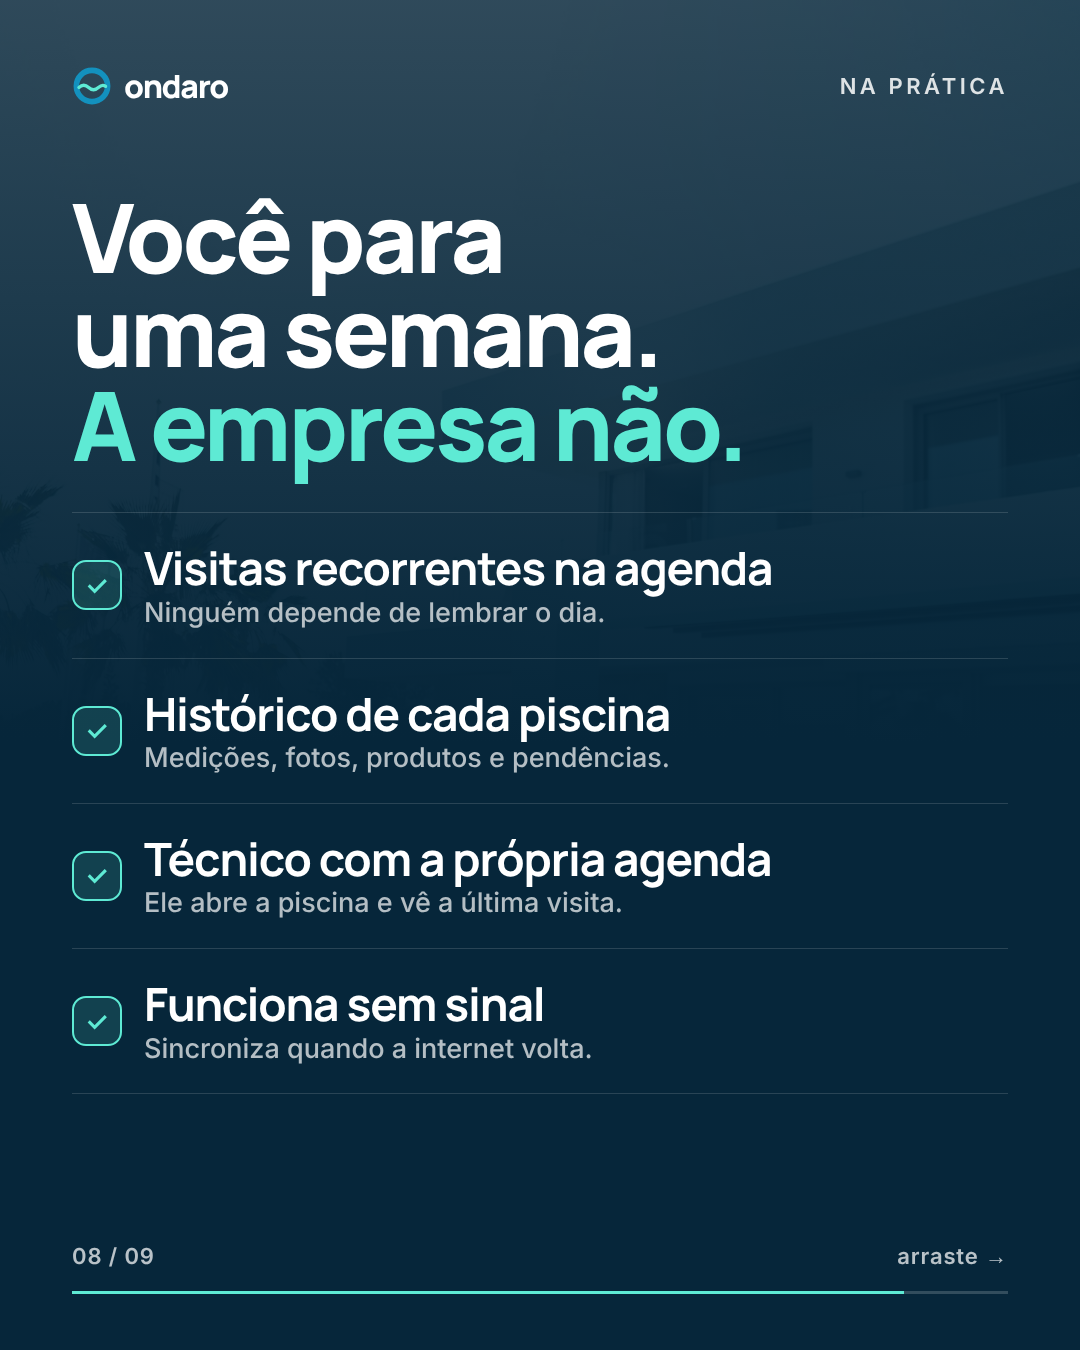 ondaro
NA PRÁTICA
Você para
uma semana.
A empresa não.
Visitas recorrentes na agenda
Ninguém depende de lembrar o dia.
Histórico de cada piscina
Medições, fotos, produtos e pendências.
Técnico com a própria agenda
Ele abre a piscina e vê a última visita.
Funciona sem sinal
Sincroniza quando a internet volta.
08 / 09
arraste →